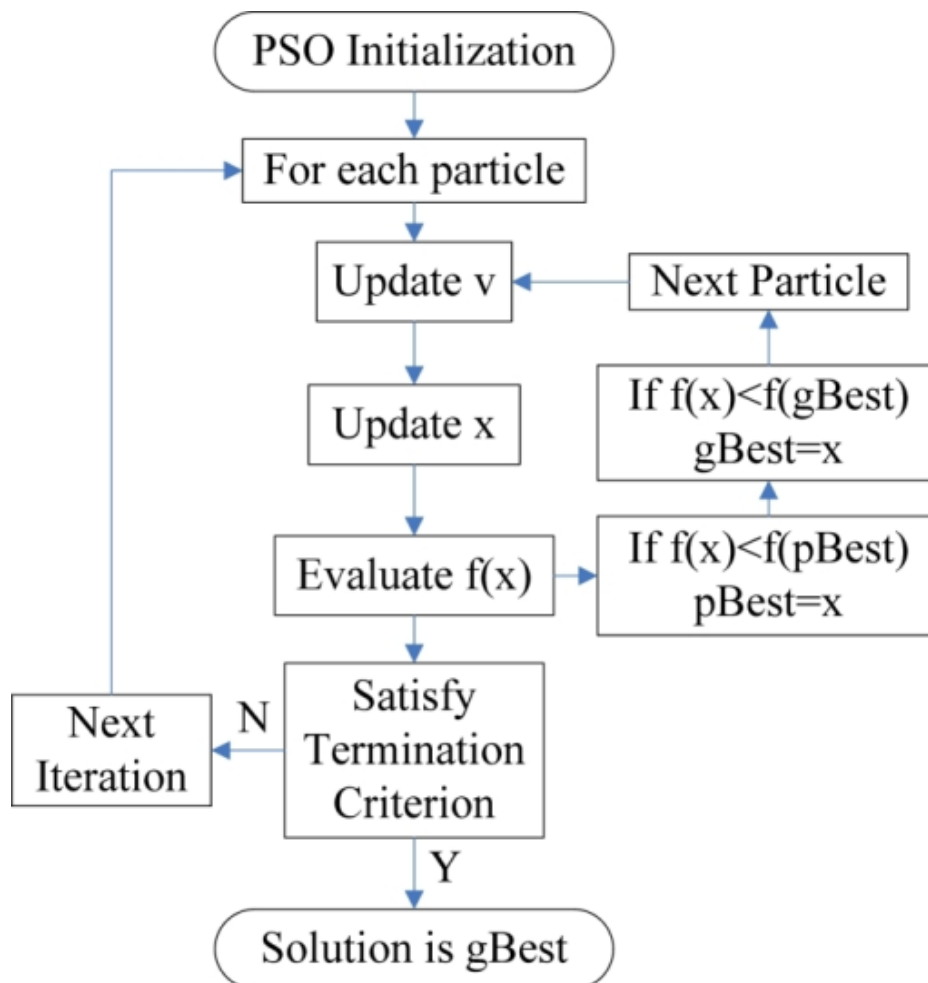 PSO Initialization
For each particle
Update v
Next Particle
Update x
If f(x)<f(gBest)
gBest=x
Evaluate f(x)
If f(x)<f(pBest)
pBest=x
Satisfy
Termination
Criterion
N
Next
Iteration
Y
Solution is gBest